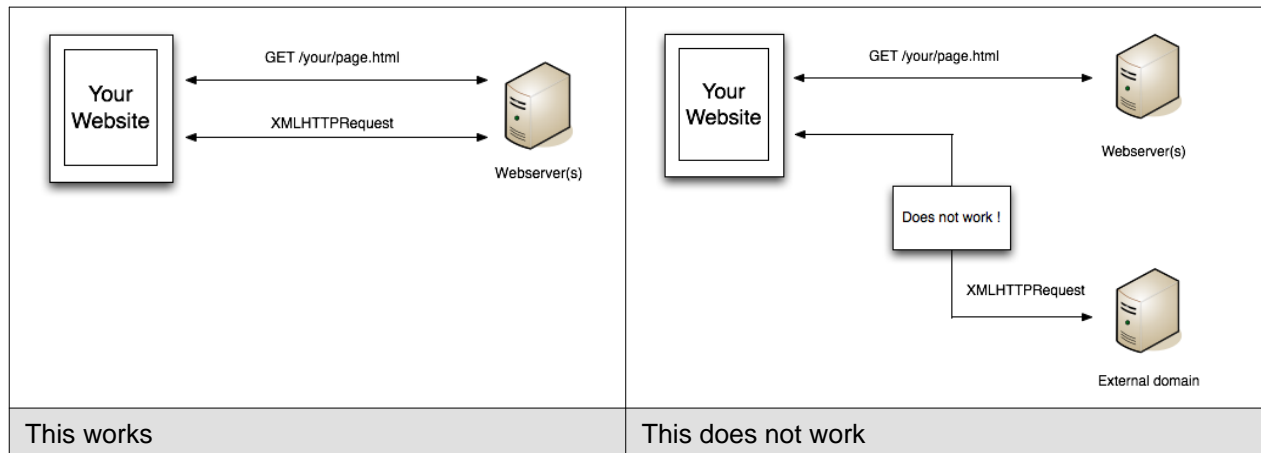 GET /your/page.html
Your
Website
XMLHTTPRequest
Webserver(s)
This works
GET /your/page.html
Your
Website
Webserver(s)
Does not work !
XMLHTTPRequest
External domain
This does not work